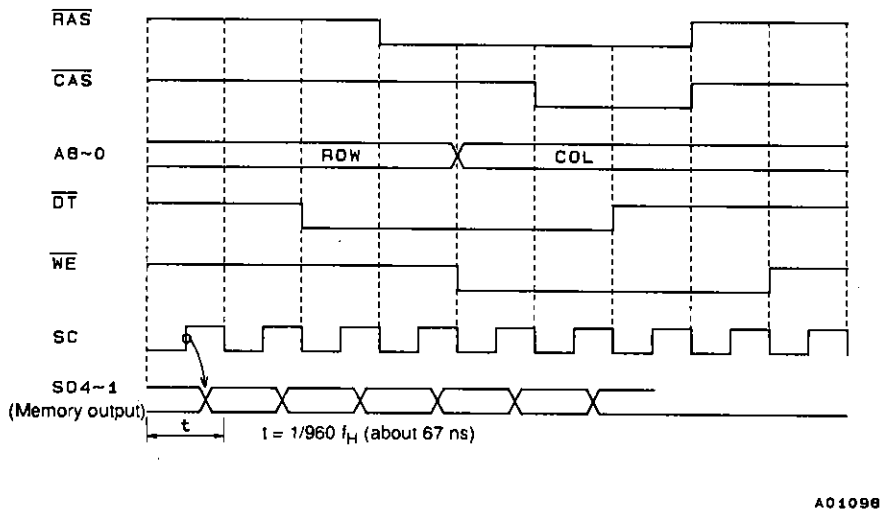 RAS
CAS
A8~0
ROW
COL
DT
WE
SC
SO4~1
(Memory output)
t
t = 1/960 fH (about 67 ns)
A01098